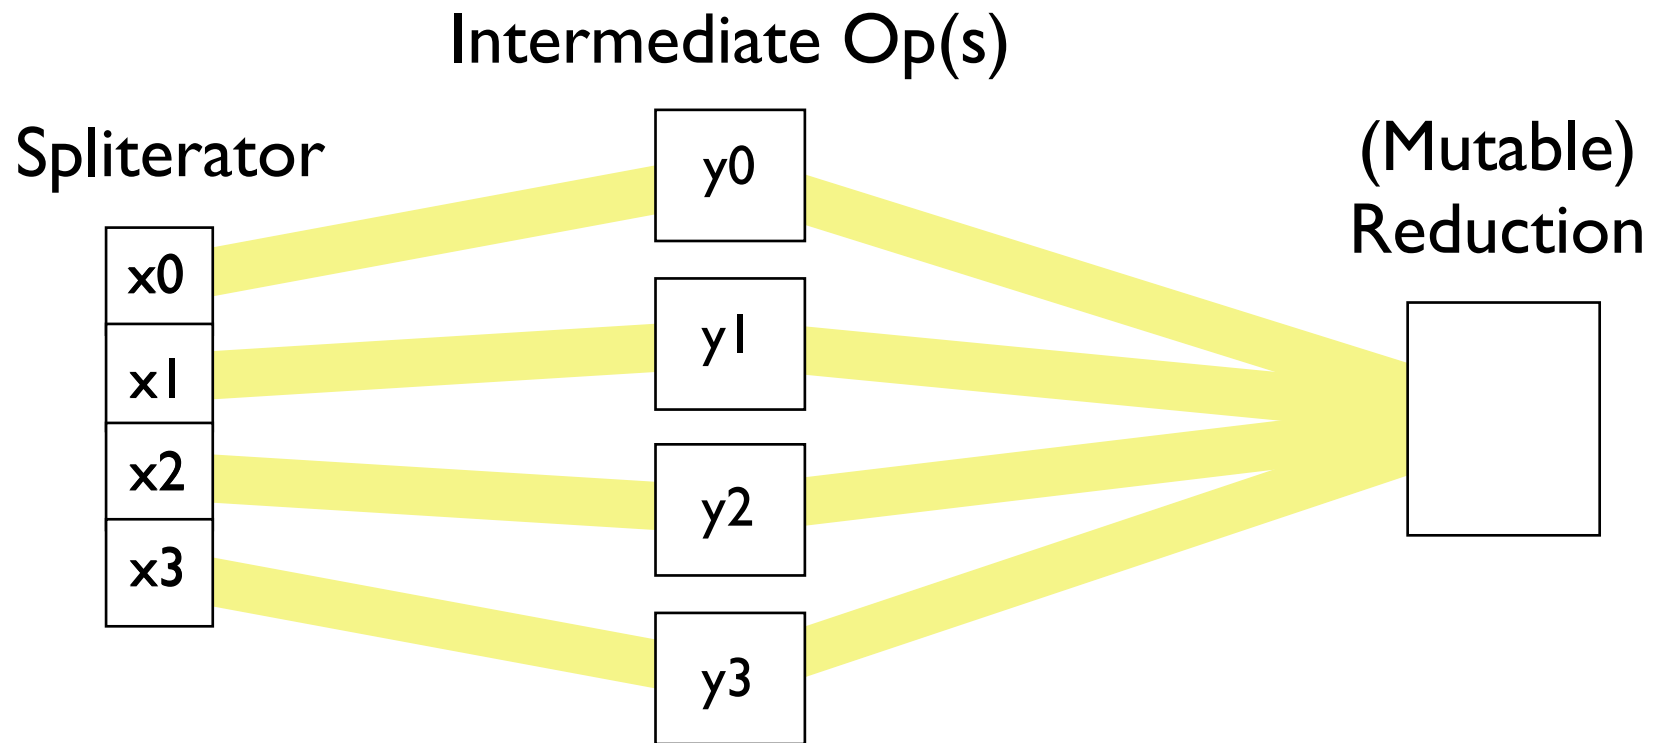 Intermediate Op(s)
Spliterator
(Mutable)
Reduction
x0
x1
x2
x3
y0
y1
y2
y3